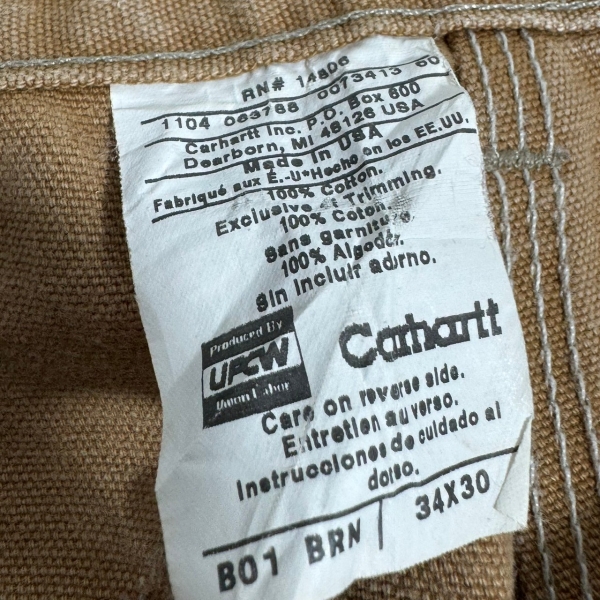 RN# 14806
1104 063788 0073413 60
Carhartt Inc. P.O. Box 600
Dearborn, MI 48126 USA
Made in USA
Fabriqué aux É.-U*Hecho en los EE.UU.
100% Cotton.
Exclusive Trimming.
100% Coton.
Sans garniture.
100% Algodón.
Sin incluir adorno.
Produced By
UFCW
Union Labor
Carhartt
Care on reverse side.
Entretien au verso.
Instrucciones de cuidado al
dorso.
B01 BRN | 34X30